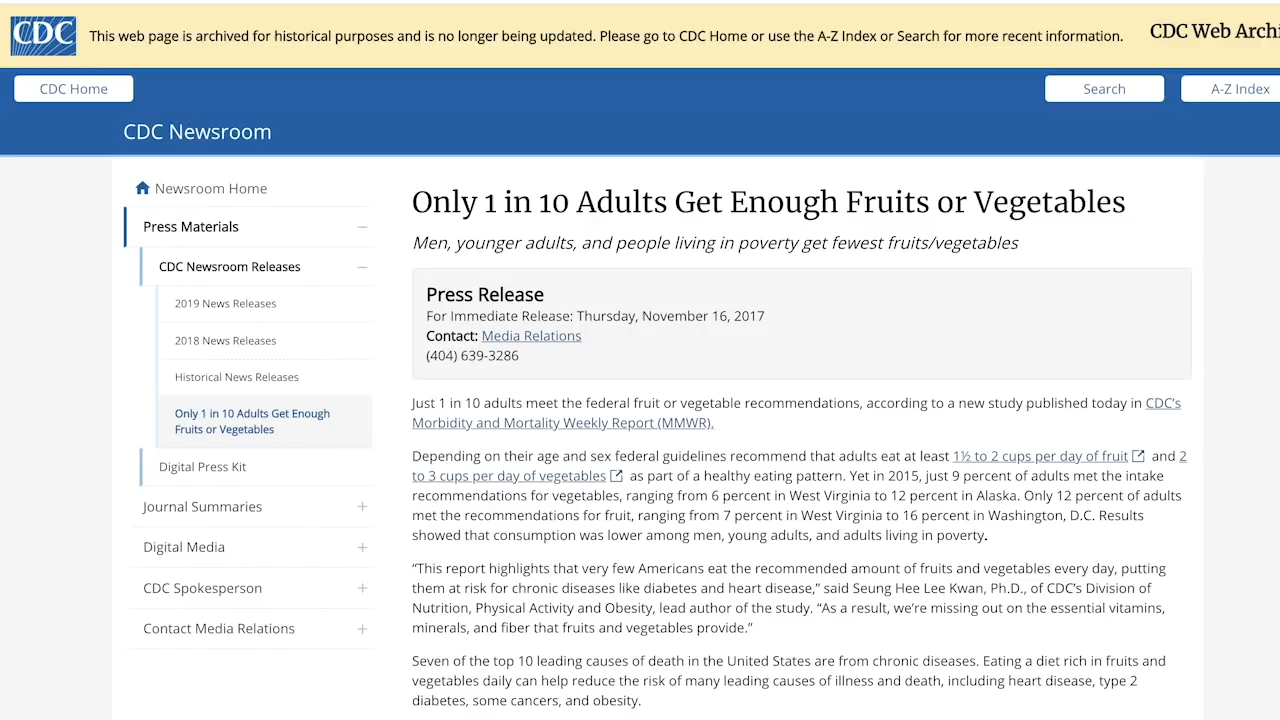 CDC
This web page is archived for historical purposes and is no longer being updated. Please go to CDC Home or use the A-Z Index or Search for more recent information.
CDC Web Archi
CDC Home
Search
A-Z Index
CDC Newsroom
Newsroom Home
Press Materials
CDC Newsroom Releases
2019 News Releases
2018 News Releases
Historical News Releases
Only 1 in 10 Adults Get Enough
Fruits or Vegetables
Digital Press Kit
Journal Summaries
Digital Media
CDC Spokesperson
Contact Media Relations
Only 1 in 10 Adults Get Enough Fruits or Vegetables
Men, younger adults, and people living in poverty get fewest fruits/vegetables
Press Release
For Immediate Release: Thursday, November 16, 2017
Contact: Media Relations
(404) 639-3286
Just 1 in 10 adults meet the federal fruit or vegetable recommendations, according to a new study published today in CDC’s
Morbidity and Mortality Weekly Report (MMWR).
Depending on their age and sex federal guidelines recommend that adults eat at least 1½ to 2 cups per day of fruit and 2
to 3 cups per day of vegetables as part of a healthy eating pattern. Yet in 2015, just 9 percent of adults met the intake
recommendations for vegetables, ranging from 6 percent in West Virginia to 12 percent in Alaska. Only 12 percent of adults
met the recommendations for fruit, ranging from 7 percent in West Virginia to 16 percent in Washington, D.C. Results
showed that consumption was lower among men, young adults, and adults living in poverty.
“This report highlights that very few Americans eat the recommended amount of fruits and vegetables every day, putting
them at risk for chronic diseases like diabetes and heart disease,” said Seung Hee Lee Kwan, Ph.D., of CDC’s Division of
Nutrition, Physical Activity and Obesity, lead author of the study. “As a result, we’re missing out on the essential vitamins,
minerals, and fiber that fruits and vegetables provide.”
Seven of the top 10 leading causes of death in the United States are from chronic diseases. Eating a diet rich in fruits and
vegetables daily can help reduce the risk of many leading causes of illness and death, including heart disease, type 2
diabetes, some cancers, and obesity.